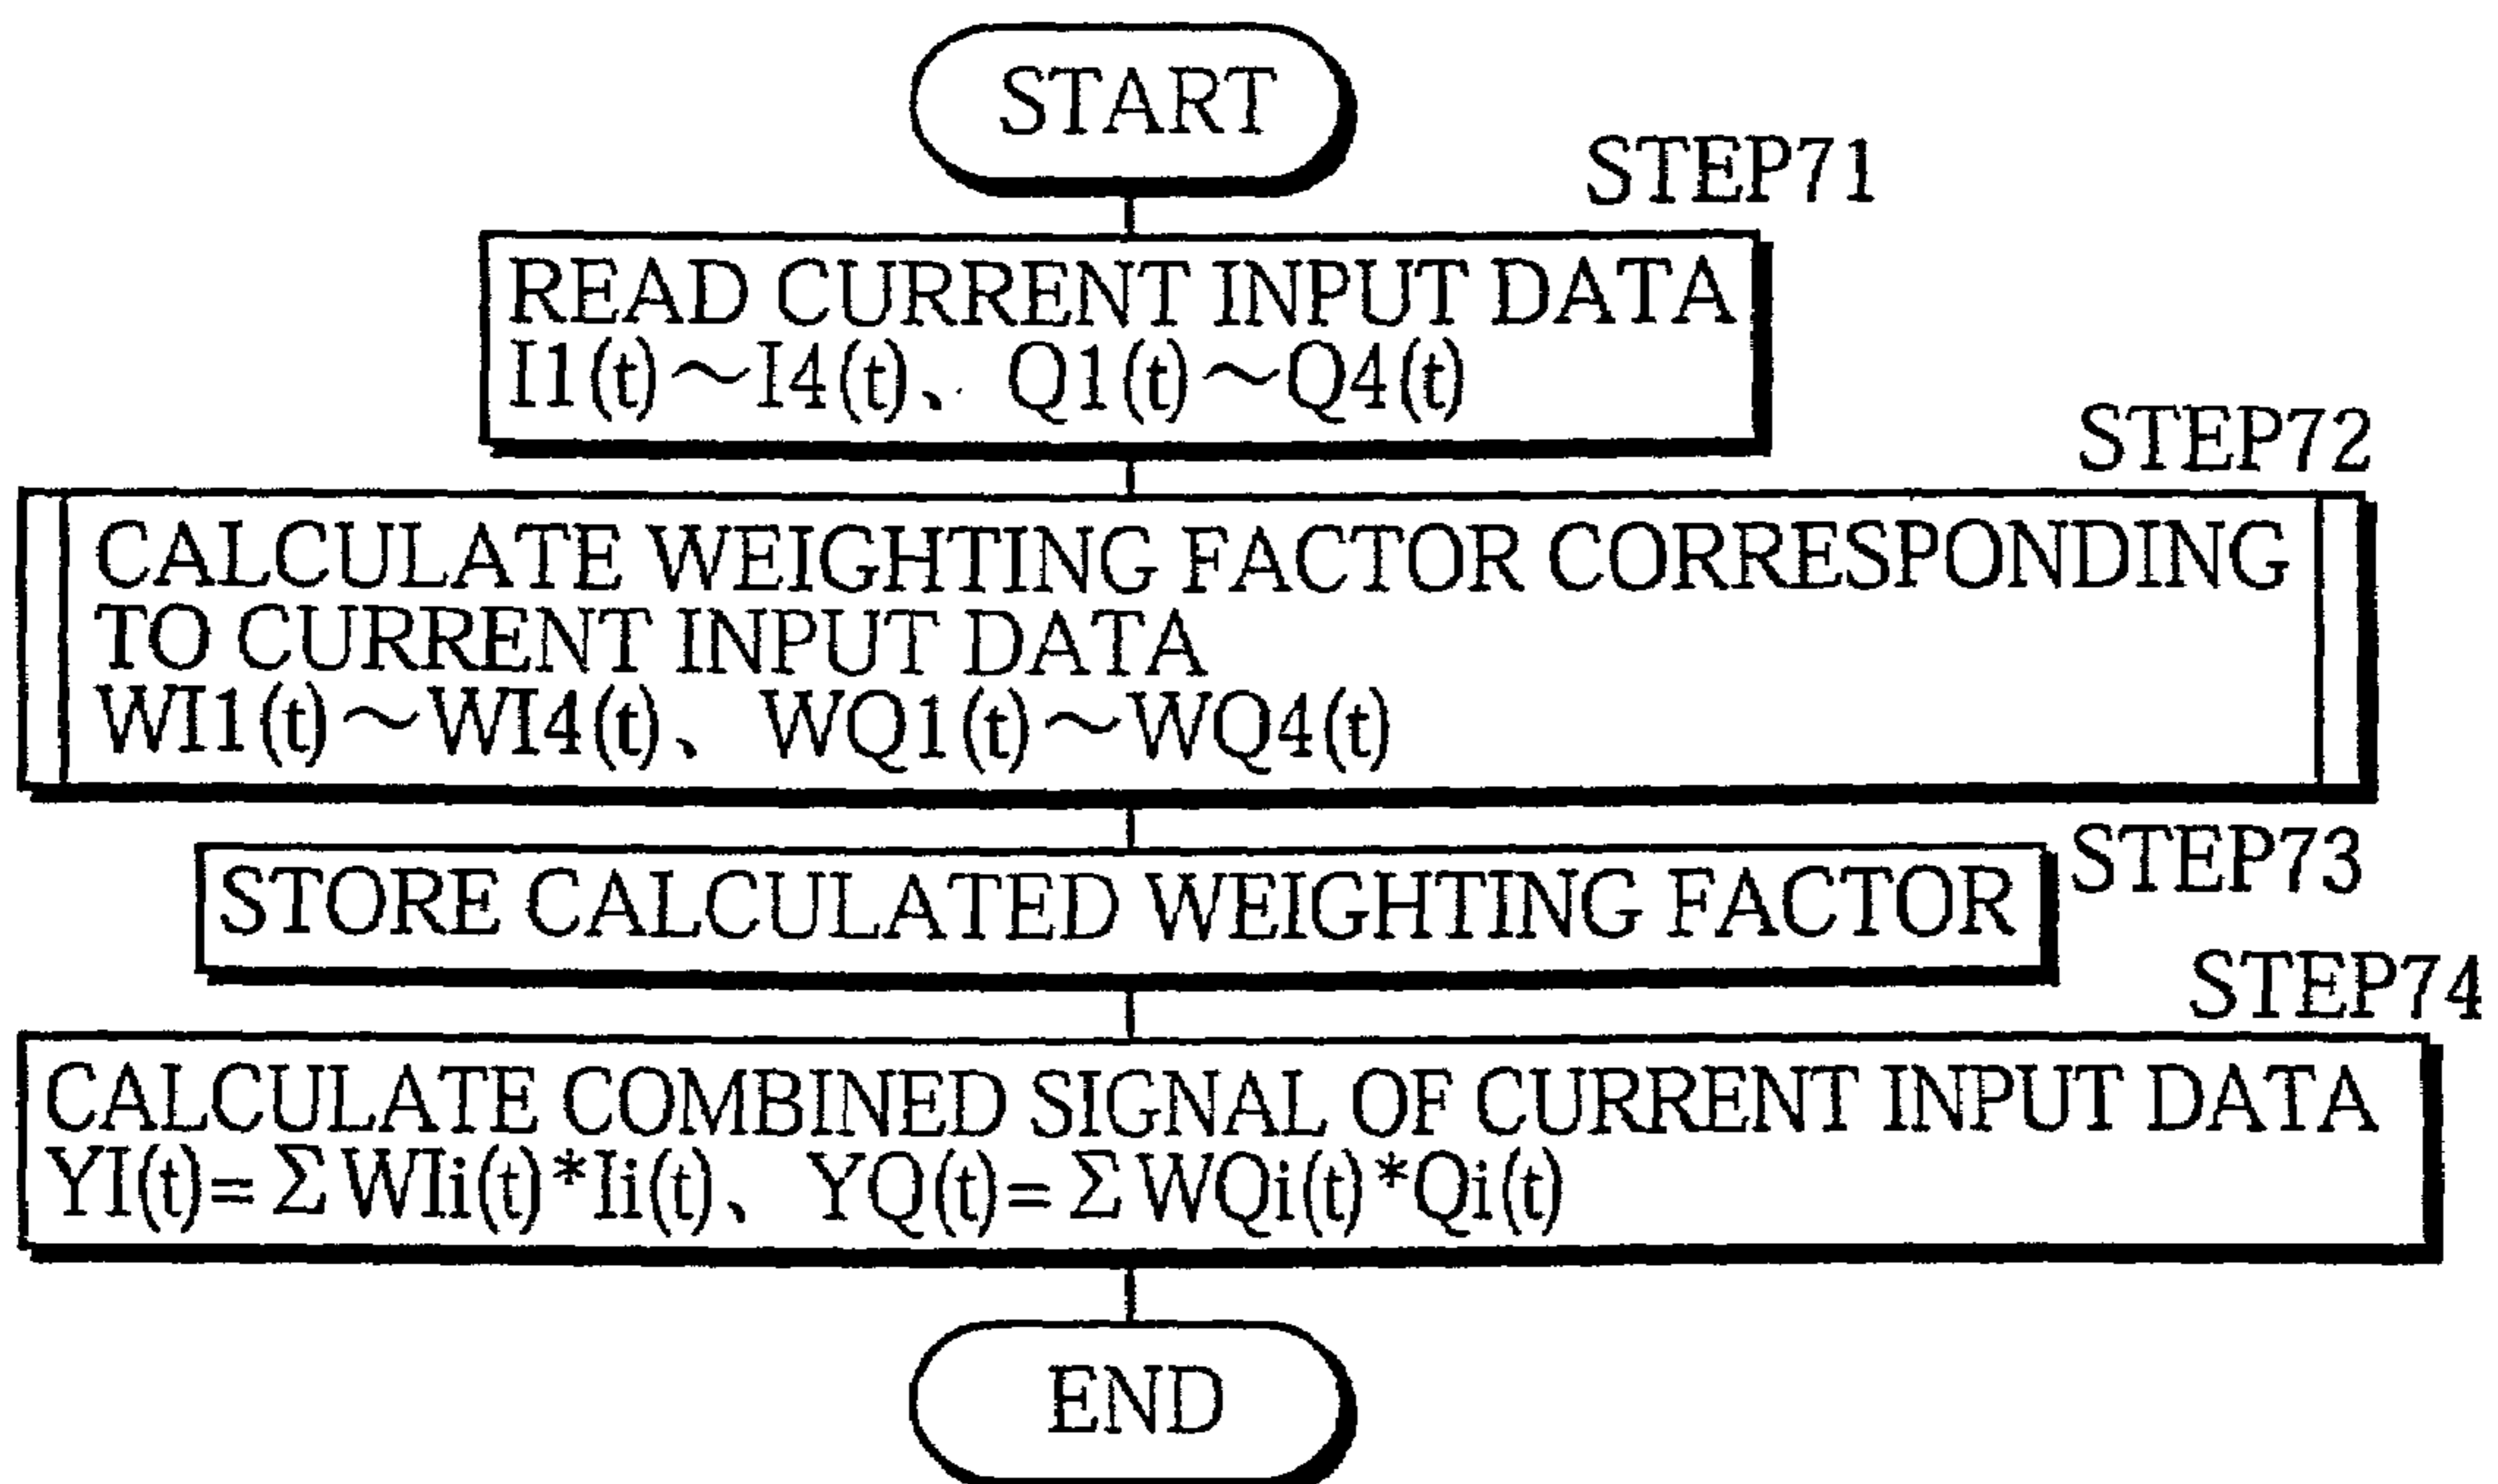 START
STEP71
READ CURRENT INPUT DATA
I1(t)～I4(t)、 Q1(t)～Q4(t)
STEP72
CALCULATE WEIGHTING FACTOR CORRESPONDING
TO CURRENT INPUT DATA
WI1(t)～WI4(t)、 WQ1(t)～WQ4(t)
STEP73
STORE CALCULATED WEIGHTING FACTOR
STEP74
CALCULATE COMBINED SIGNAL OF CURRENT INPUT DATA
YI(t)=ΣWIi(t)*Ii(t)、 YQ(t)=ΣWQi(t)*Qi(t)
END